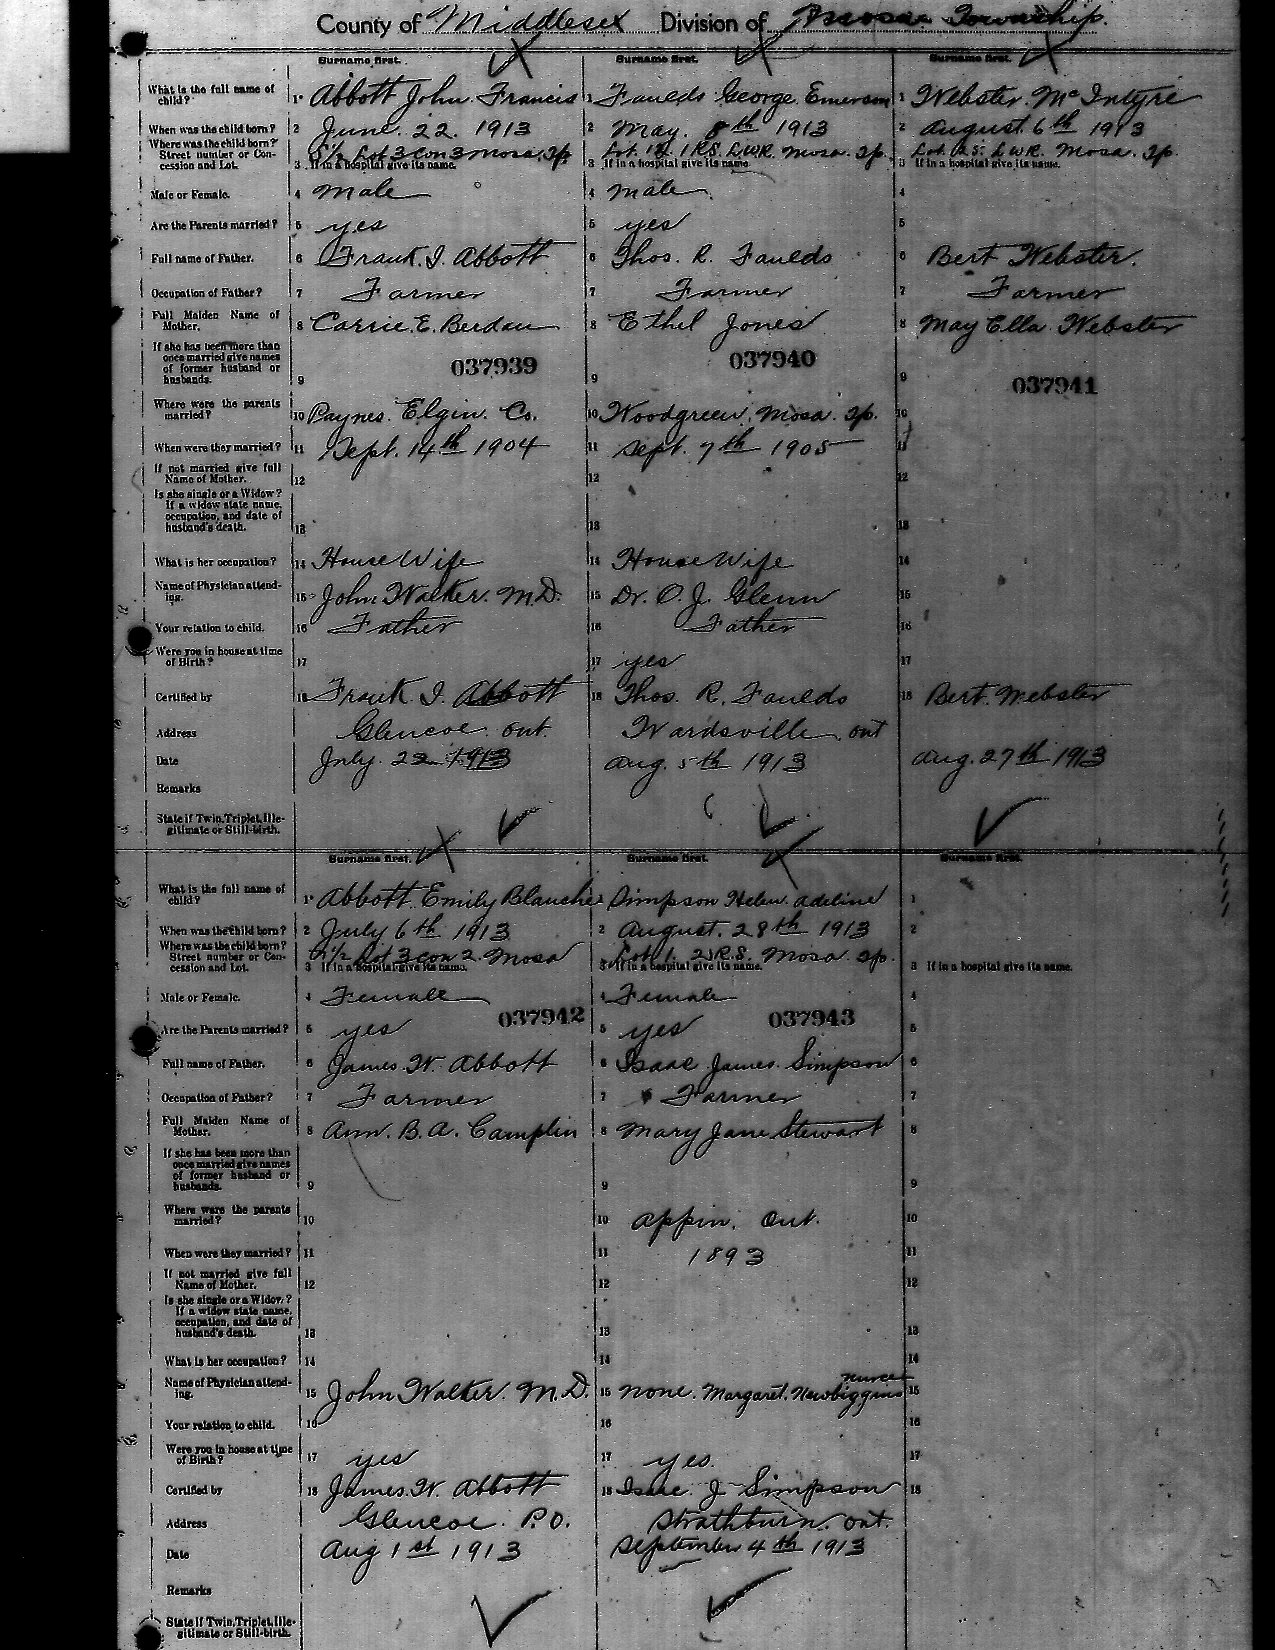 County of Middlesex Division of Mosa Township.
Surname first. Surname first. Surname first.
What is the full name of child? 1 Abbott John Francis 1 Faulds George Emerson 1 Webster McIntyre
When was the child born? 2 June. 22. 1913 2 May. 8th 1913 2 August. 6th 1913
Where was the child born? Street number or Concession and Lot. S½ Lot 3 Con 3 Mosa. Tp. Lot. 12. 1 R.S. L.W.R. Mosa. Tp. Lot. L.W.R. Mosa. Tp.
3 If in a hospital give its name. 3 If in a hospital give its name 3 If in a hospital give its name.
Male or Female. 4 Male 4 male 4
Are the Parents married? 5 yes 5 yes 5
Full name of Father. 6 Frank. I. Abbott 6 Thos. R. Faulds 6 Bert Webster.
Occupation of Father? 7 Farmer 7 Farmer 7 Farmer
Full Maiden Name of Mother. 8 Carrie. E. Berdan 8 Ethel Jones 8 May Ella Webster
If she has been more than once married give names of former husband or husbands. 9 037939 9 037940 9 037941
Where were the parents married? 10 Paynes. Elgin. Co. 10 Woodgreen. Mosa. Tp. 10
When were they married? 11 Sept. 14th 1904 11 Sept. 7th 1905 11
If not married give full Name of Mother. 12 12 12
Is she single or a Widow? If a widow state name, occupation, and date of husband's death. 13 13 13
What is her occupation? 14 House Wife 14 House Wife 14
Name of Physician attending. 15 John Walker. M.D. 15 Dr. O. J. Glenn 15
Your relation to child. 16 Father 16 Father 16
Were you in house at time of Birth? 17 17 yes 17
Certified by 18 Frank I. Abbott 18 Thos. R. Faulds 18 Bert. Webster
Address Glencoe. Ont. Wardsville. Ont
Date July. 22 1913 Aug. 5th 1913 Aug. 27th 1913
Remarks
State if Twin, Triplet, Illegitimate or Still-birth.
Surname first. Surname first. Surname first.
What is the full name of child? 1 Abbott. Emily Blanche 1 Simpson Helen. Adeline 1
When was the child born? 2 July 6th 1913 2 August. 28th 1913 2
Where was the child born? Street number or Concession and Lot. ½ Lot 3 Con 2. Mosa Lot. 1. 2 R.S. Mosa. Tp.
3 If in a hospital give its name. 3 If in a hospital give its name. 3 If in a hospital give its name.
Male or Female. 4 Female 4 Female 4
Are the Parents married? 5 yes 037942 5 yes 037943 5
Full name of Father. 6 James. W. Abbott 6 Isaac James. Simpson 6
Occupation of Father? 7 Farmer 7 Farmer 7
Full Maiden Name of Mother. 8 Ann. B. A. Camplin 8 Mary Jane Stewart 8
If she has been more than once married give names of former husband or husbands. 9 9 9
Where were the parents married? 10 10 Appin. Ont. 10
When were they married? 11 11 1893 11
If not married give full Name of Mother. 12 12 12
Is she single or a Widow? If a widow state name, occupation, and date of husband's death. 13 13 13
What is her occupation? 14 14 14
Name of Physician attending. 15 John Walker. M.D. 15 none. Margaret. Newbiggins nurse 15
Your relation to child. 16 16 16
Were you in house at time of Birth? 17 yes 17 yes. 17
Certified by 18 James. W. Abbott 18 Isaac. J Simpson 18
Address Glencoe. P.O. Strathburn. Ont.
Date Aug 1st 1913 September 4th 1913
Remarks
State if Twin, Triplet, Illegitimate or Still-birth.